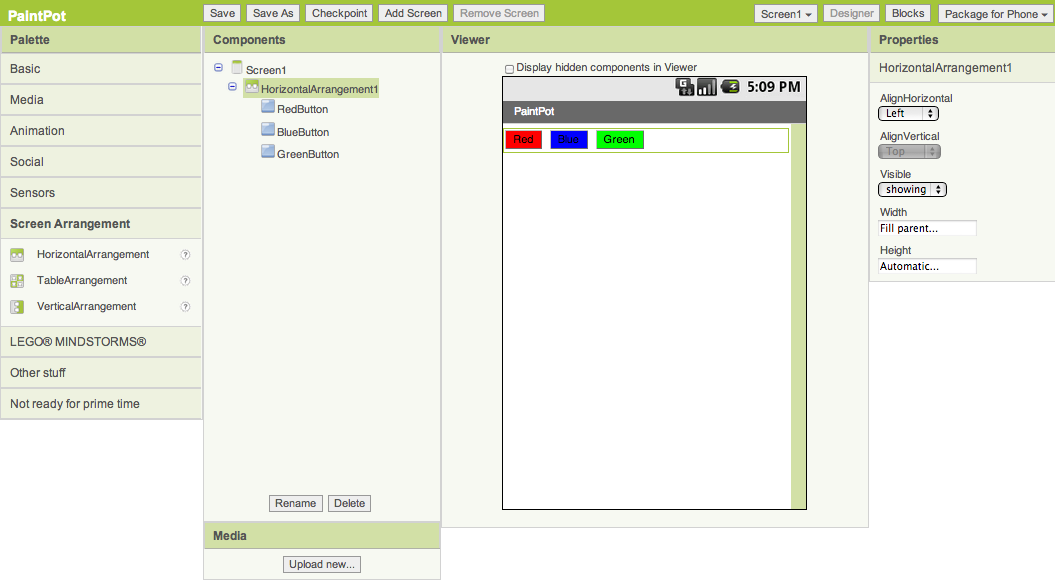 PaintPot
Save Save As Checkpoint Add Screen Remove Screen Screen1 Designer Blocks Package for Phone
Palette
Basic
Media
Animation
Social
Sensors
Screen Arrangement
HorizontalArrangement ?
TableArrangement ?
VerticalArrangement ?
LEGO® MINDSTORMS®
Other stuff
Not ready for prime time
Components
Screen1
HorizontalArrangement1
RedButton
BlueButton
GreenButton
Rename Delete
Media
Upload new...
Viewer
Display hidden components in Viewer
G 5:09 PM
PaintPot
Red Blue Green
Properties
HorizontalArrangement1
AlignHorizontal
Left
AlignVertical
Top
Visible
showing
Width
Fill parent...
Height
Automatic...